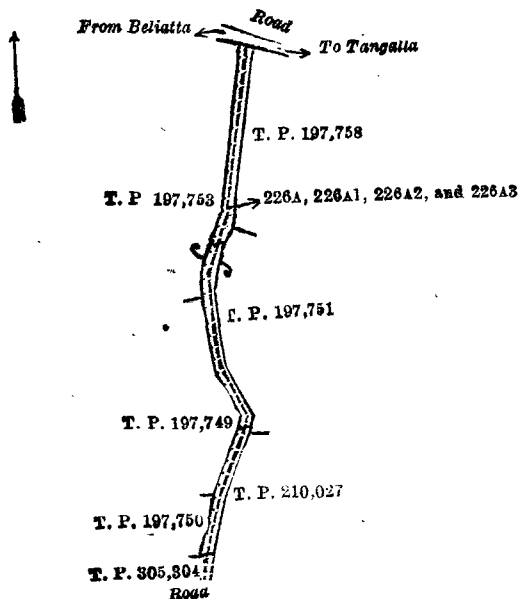 Road
From Beliatta
To Tangalla
T. P. 197,758
T. P 197,753
226A, 226A1, 226A2, and 226A3
T. P. 197,751
T. P. 197,749
T. P. 210,027
T. P. 197,750
T. P. 305,304
Road